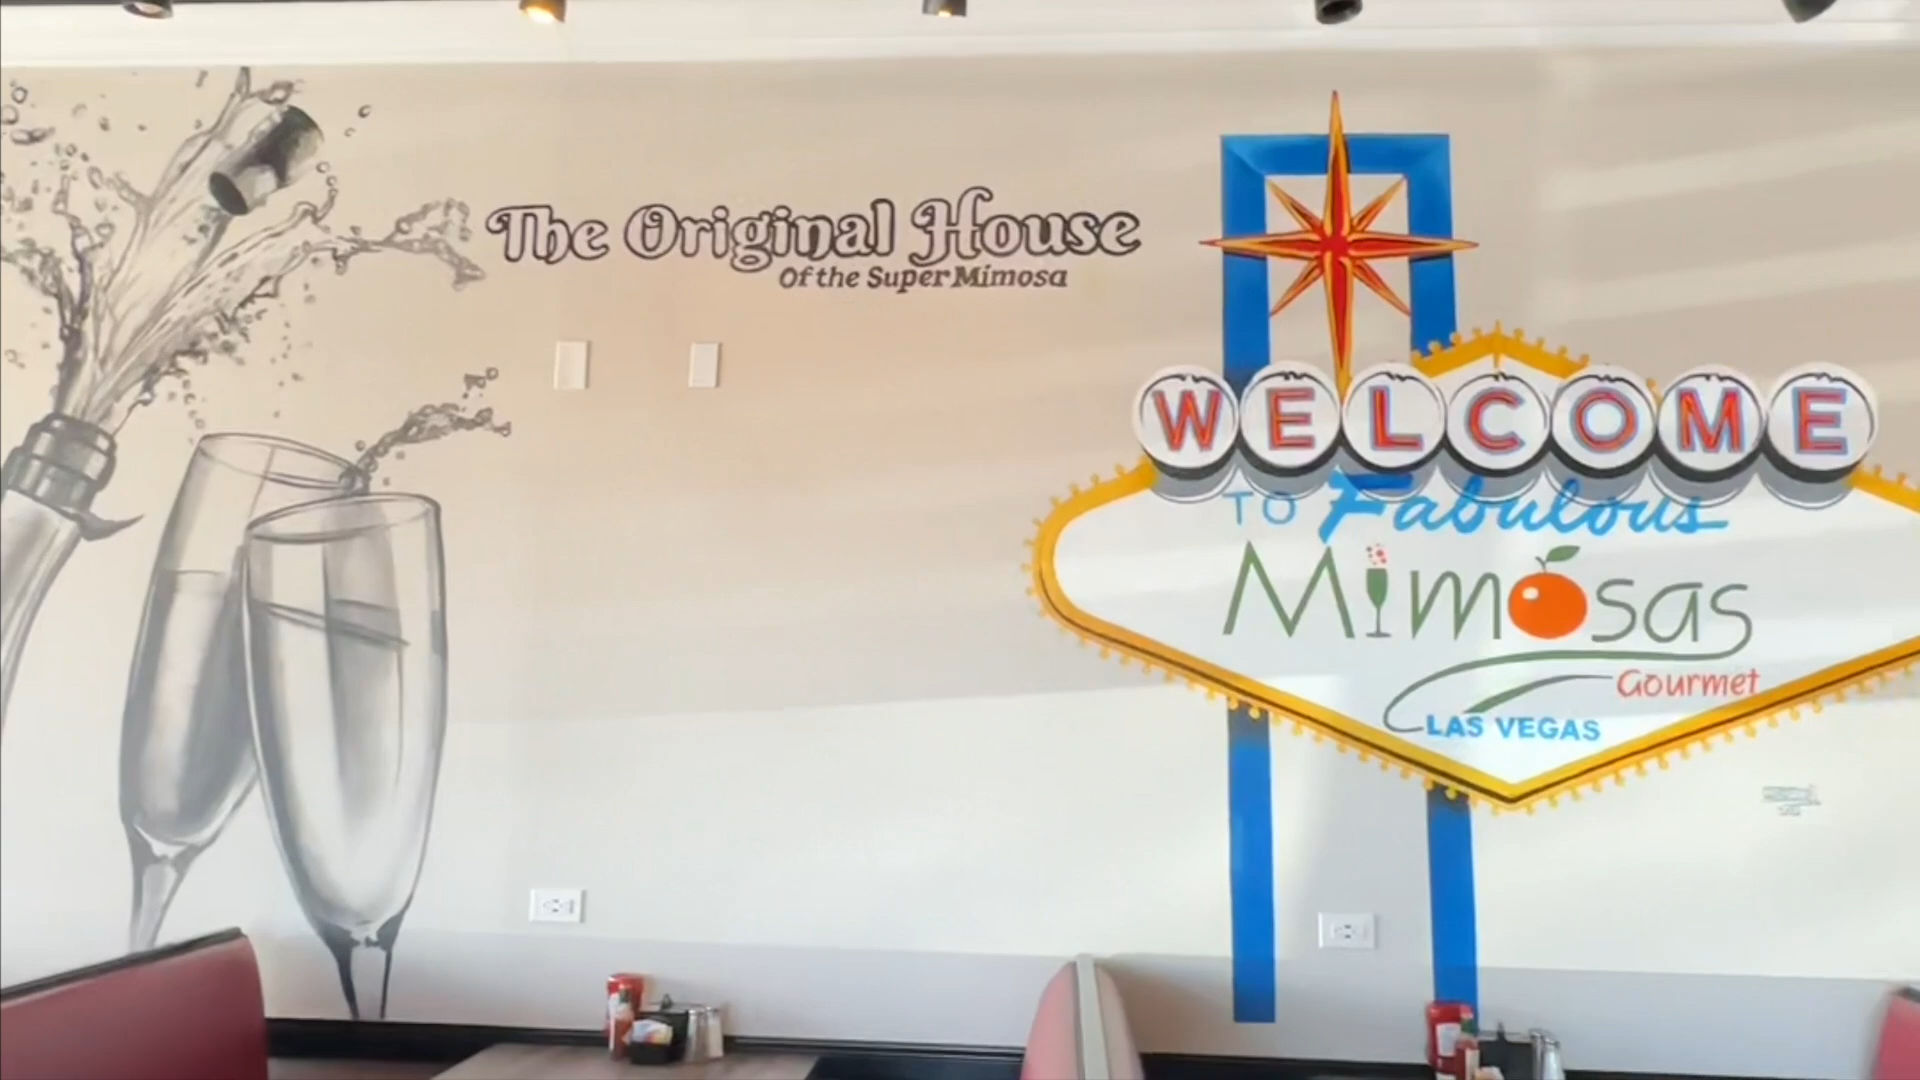 The Original House
Of the Super Mimosa
WELCOME
TO Fabulous
Mimosas
Gourmet
LAS VEGAS